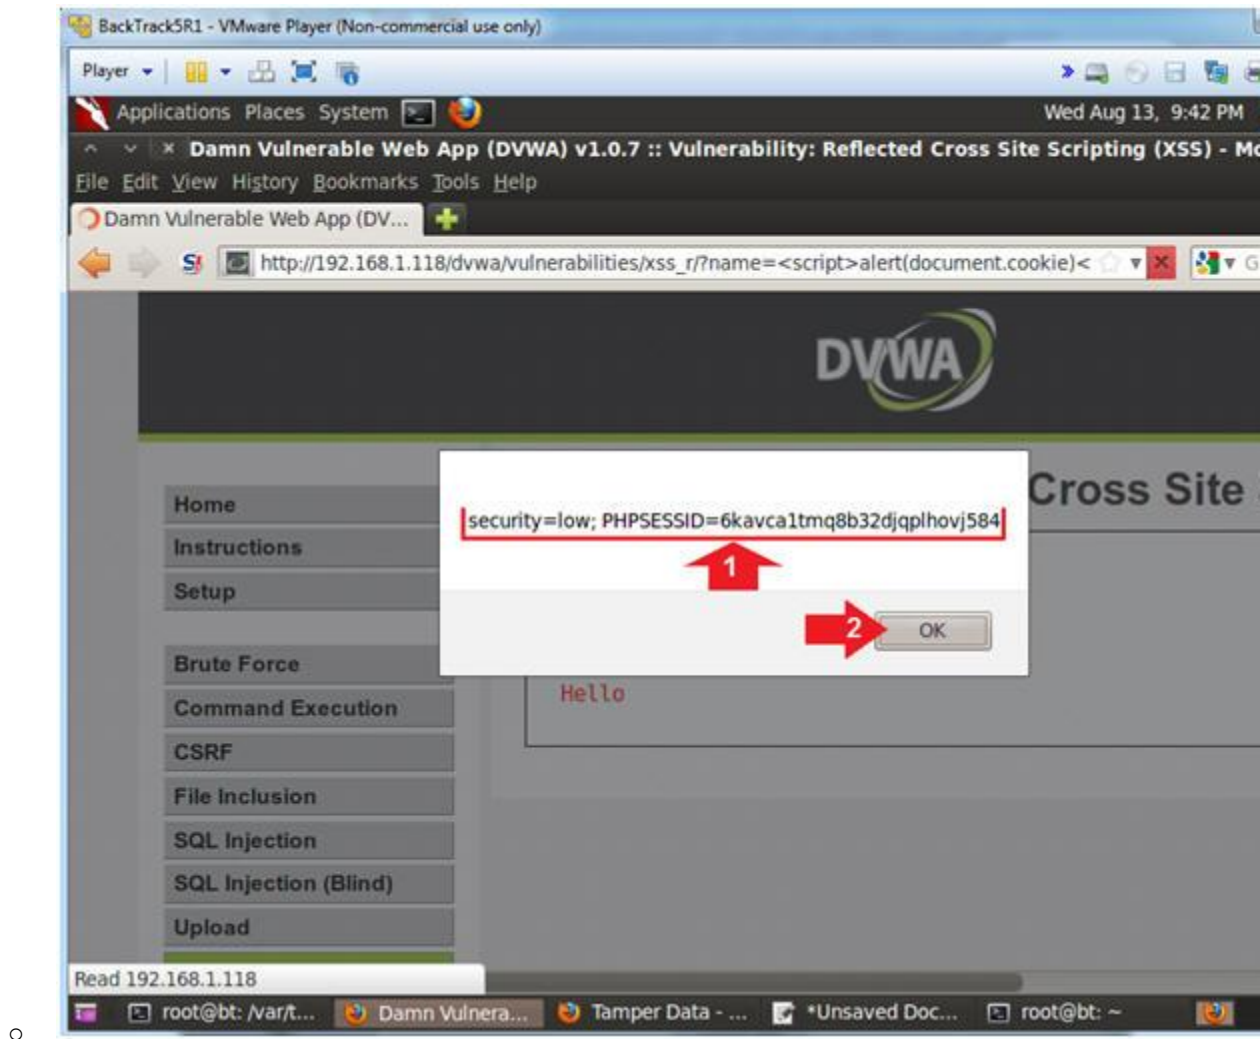 BackTrack5R1 - VMware Player (Non-commercial use only)
Player
Applications Places System Wed Aug 13, 9:42 PM
Damn Vulnerable Web App (DVWA) v1.0.7 :: Vulnerability: Reflected Cross Site Scripting (XSS) - Mo
File Edit View History Bookmarks Tools Help
Damn Vulnerable Web App (DV...
http://192.168.1.118/dvwa/vulnerabilities/xss_r/?name=<script>alert(document.cookie)< G
DVWA
Cross Site
security=low; PHPSESSID=6kavca1tmq8b32djqplhovj584
1
2 OK
Hello
Home
Instructions
Setup
Brute Force
Command Execution
CSRF
File Inclusion
SQL Injection
SQL Injection (Blind)
Upload
Read 192.168.1.118
root@bt: /var/t... Damn Vulnera... Tamper Data - ... *Unsaved Doc... root@bt: ~